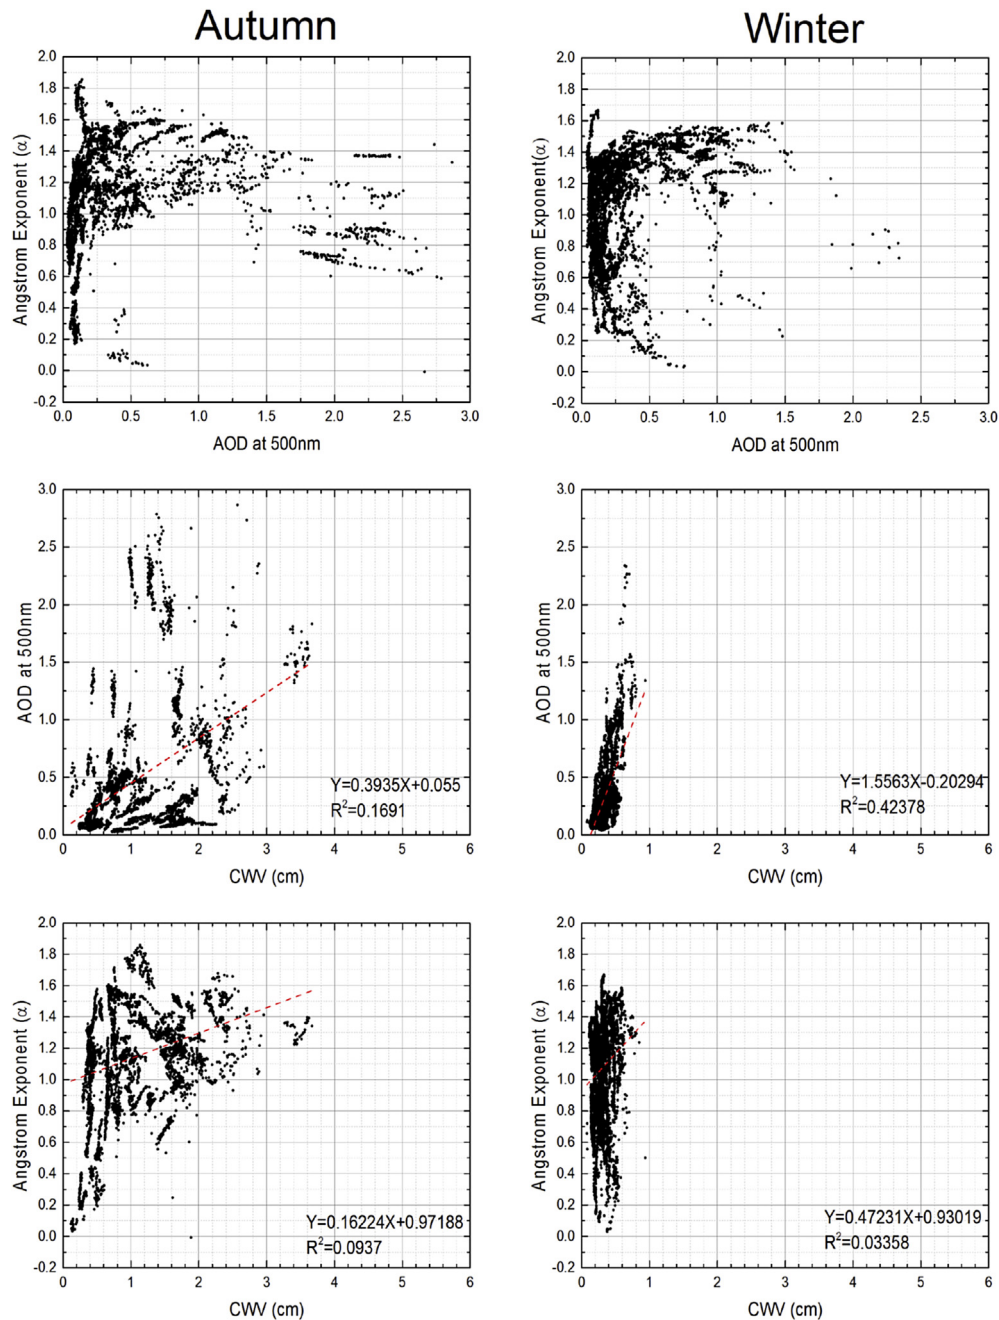 Autumn
Winter
2.0
1.8
1.6
1.4
1.2
1.0
0.8
0.6
0.4
0.2
0.0
-0.2
Angstrom Exponent (α)
0.0 0.5 1.0 1.5 2.0 2.5 3.0
AOD at 500nm
2.0
1.8
1.6
1.4
1.2
1.0
0.8
0.6
0.4
0.2
0.0
-0.2
Angstrom Exponent(α)
0.0 0.5 1.0 1.5 2.0 2.5 3.0
AOD at 500nm
3.0
2.5
2.0
1.5
1.0
0.5
0.0
AOD at 500nm
Y=0.3935X+0.055
R²=0.1691
0 1 2 3 4 5 6
CWV (cm)
3.0
2.5
2.0
1.5
1.0
0.5
0.0
AOD at 500nm
Y=1.5563X-0.20294
R²=0.42378
0 1 2 3 4 5 6
CWV (cm)
2.0
1.8
1.6
1.4
1.2
1.0
0.8
0.6
0.4
0.2
0.0
-0.2
Angstrom Exponent (α)
Y=0.16224X+0.97188
R²=0.0937
0 1 2 3 4 5 6
CWV (cm)
2.0
1.8
1.6
1.4
1.2
1.0
0.8
0.6
0.4
0.2
0.0
-0.2
Angstrom Exponent (α)
Y=0.47231X+0.93019
R²=0.03358
0 1 2 3 4 5 6
CWV (cm)